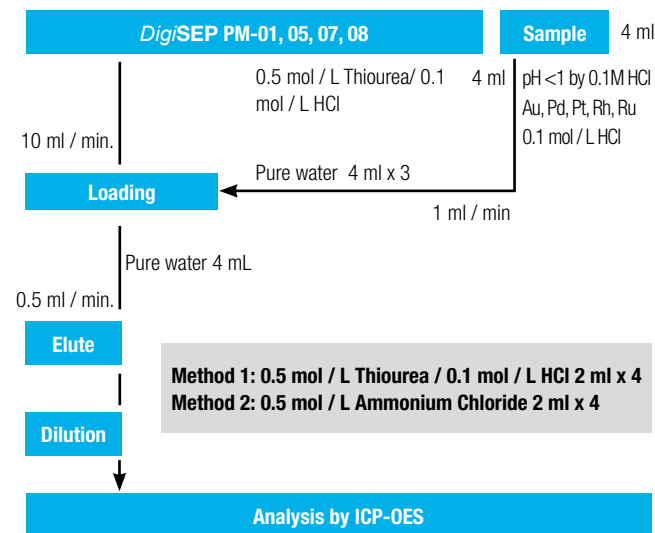 DigiSEP PM-01, 05, 07, 08
Sample
4 ml
0.5 mol / L Thiourea/ 0.1
mol / L HCl
4 ml
pH <1 by 0.1M HCl
Au, Pd, Pt, Rh, Ru
0.1 mol / L HCl
10 ml / min.
Pure water 4 ml x 3
Loading
1 ml / min
Pure water 4 mL
0.5 ml / min.
Elute
Method 1: 0.5 mol / L Thiourea / 0.1 mol / L HCl 2 ml x 4
Method 2: 0.5 mol / L Ammonium Chloride 2 ml x 4
Dilution
Analysis by ICP-OES